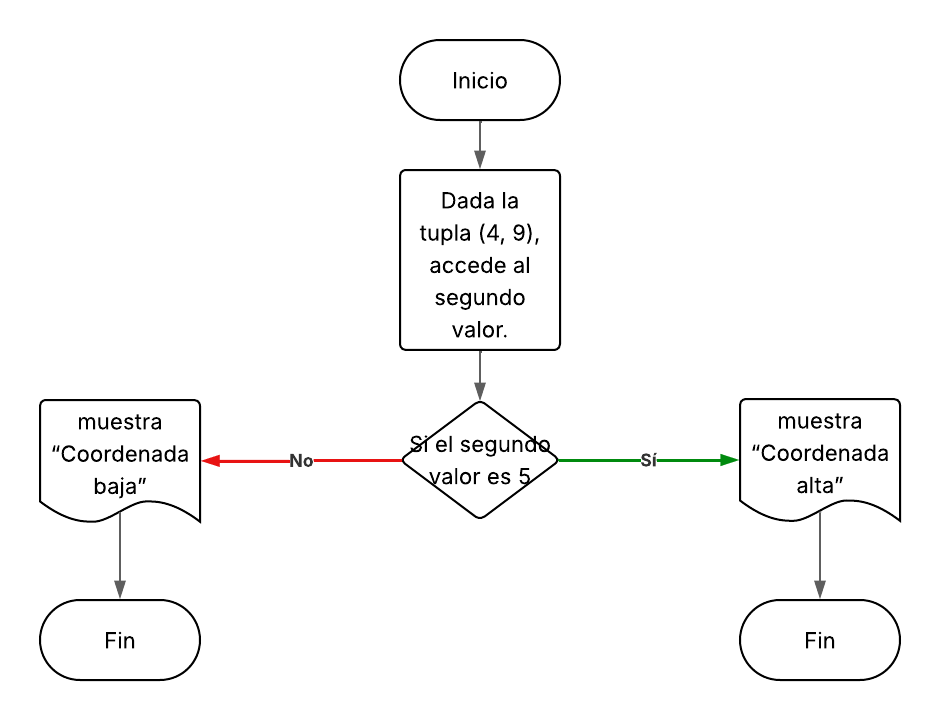 Inicio
Dada la
tupla (4, 9),
accede al
segundo
valor.
Si el segundo
valor es 5
No
Sí
muestra
“Coordenada
baja”
muestra
“Coordenada
alta”
Fin
Fin